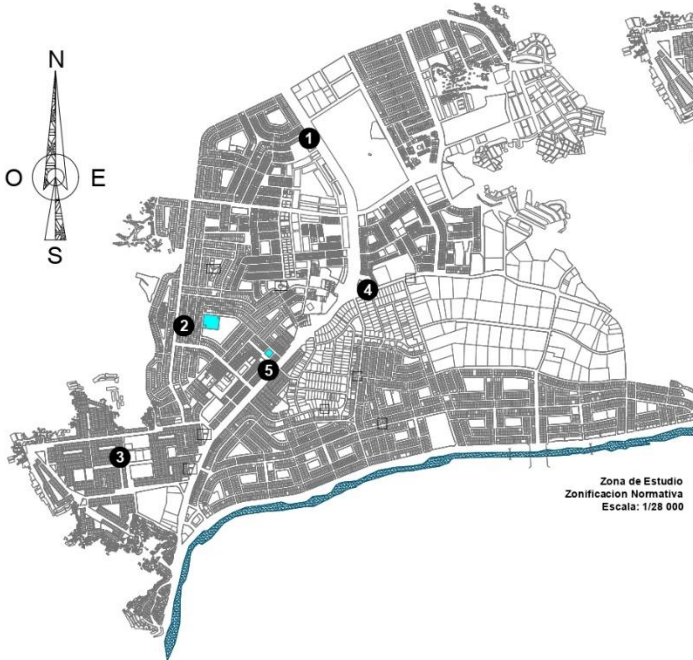 N
O E
S
1
4
2
5
3
Zona de Estudio
Zonificacion Normativa
Escala: 1/28 000